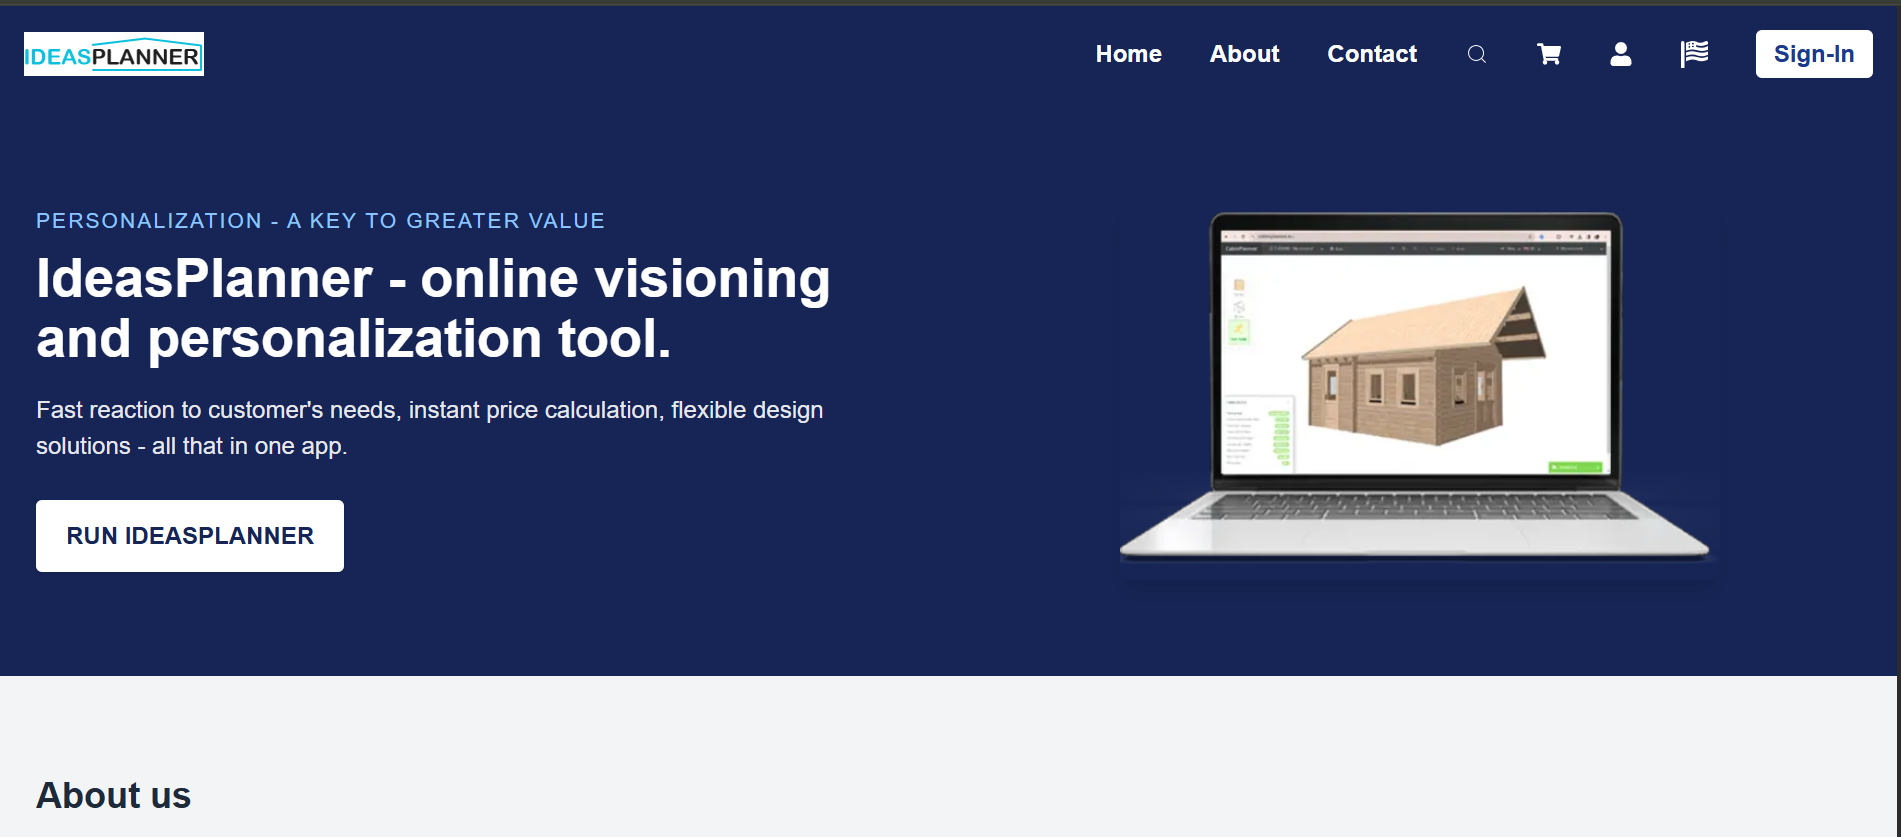 IDEASPLANNER
Home About Contact Sign-In
PERSONALIZATION - A KEY TO GREATER VALUE
IdeasPlanner - online visioning
and personalization tool.
Fast reaction to customer's needs, instant price calculation, flexible design
solutions - all that in one app.
RUN IDEASPLANNER
About us